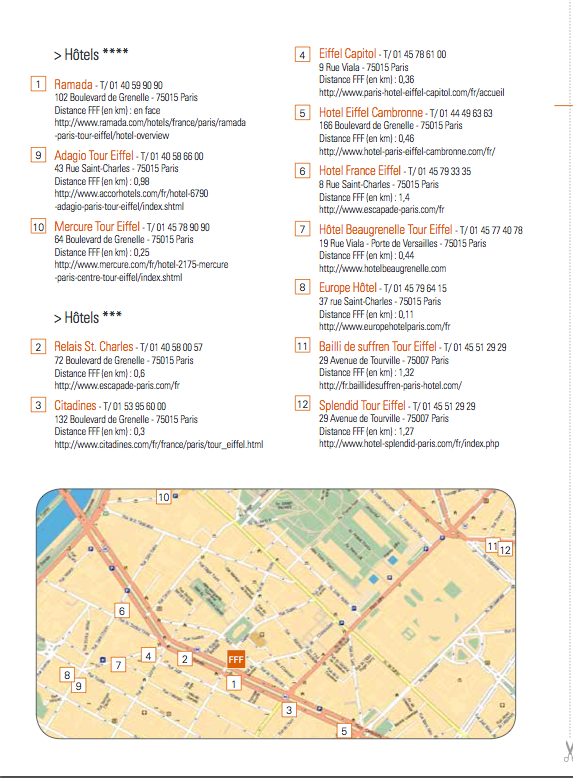 > Hôtels ****
1 Ramada - T/ 01 40 59 90 90
102 Boulevard de Grenelle - 75015 Paris
Distance FFF (en km) : en face
http://www.ramada.com/hotels/france/paris/ramada
-paris-tour-eiffel/hotel-overview
9 Adagio Tour Eiffel - T/ 01 40 58 66 00
43 Rue Saint-Charles - 75015 Paris
Distance FFF (en km) : 0,98
http://www.accorhotels.com/fr/hotel-6790
-adagio-paris-tour-eiffel/index.shtml
10 Mercure Tour Eiffel - T/ 01 45 78 90 90
64 Boulevard de Grenelle - 75015 Paris
Distance FFF (en km) : 0,25
http://www.mercure.com/fr/hotel-2175-mercure
-paris-centre-tour-eiffel/index.shtml
> Hôtels ***
2 Relais St. Charles - T/ 01 40 58 00 57
72 Boulevard de Grenelle - 75015 Paris
Distance FFF (en km) : 0,6
http://www.escapade-paris.com/fr
3 Citadines - T/ 01 53 95 60 00
132 Boulevard de Grenelle - 75015 Paris
Distance FFF (en km) : 0,3
http://www.citadines.com/fr/france/paris/tour_eiffel.html
4 Eiffel Capitol - T/ 01 45 78 61 00
9 Rue Viala - 75015 Paris
Distance FFF (en km) : 0,36
http://www.paris-hotel-eiffel-capitol.com/fr/accueil
5 Hotel Eiffel Cambronne - T/ 01 44 49 63 63
166 Boulevard de Grenelle - 75015 Paris
Distance FFF (en km) : 0,46
http://www.hotel-paris-eiffel-cambronne.com/fr/
6 Hotel France Eiffel - T/ 01 45 79 33 35
8 Rue Saint-Charles - 75015 Paris
Distance FFF (en km) : 1,4
http://www.escapade-paris.com/fr
7 Hôtel Beaugrenelle Tour Eiffel - T/ 01 45 77 40 78
19 Rue Viala - Porte de Versailles - 75015 Paris
Distance FFF (en km) : 0,44
http://www.hotelbeaugrenelle.com
8 Europe Hôtel - T/ 01 45 79 64 15
37 rue Saint-Charles - 75015 Paris
Distance FFF (en km) : 0,11
http://www.europehotelparis.com/fr
11 Bailli de suffren Tour Eiffel - T/ 01 45 51 29 29
29 Avenue de Tourville - 75007 Paris
Distance FFF (en km) : 1,32
http://fr.baillidesuffren-paris-hotel.com/
12 Splendid Tour Eiffel - T/ 01 45 51 29 29
29 Avenue de Tourville - 75007 Paris
Distance FFF (en km) : 1,27
http://www.hotel-splendid-paris.com/fr/index.php
10
11 12
6
4 2 FFF
7
8
9
1
3
5